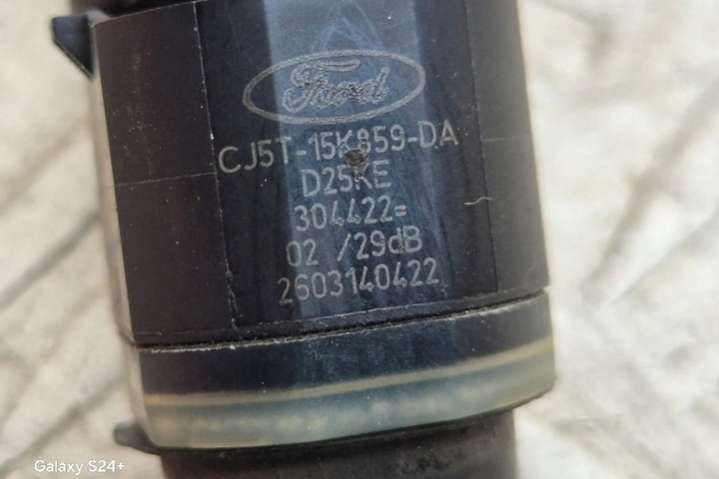 Ford
CJ5T-15K859-DA
D25KE
304422=
02 /29dB
2603140422
Galaxy S24+